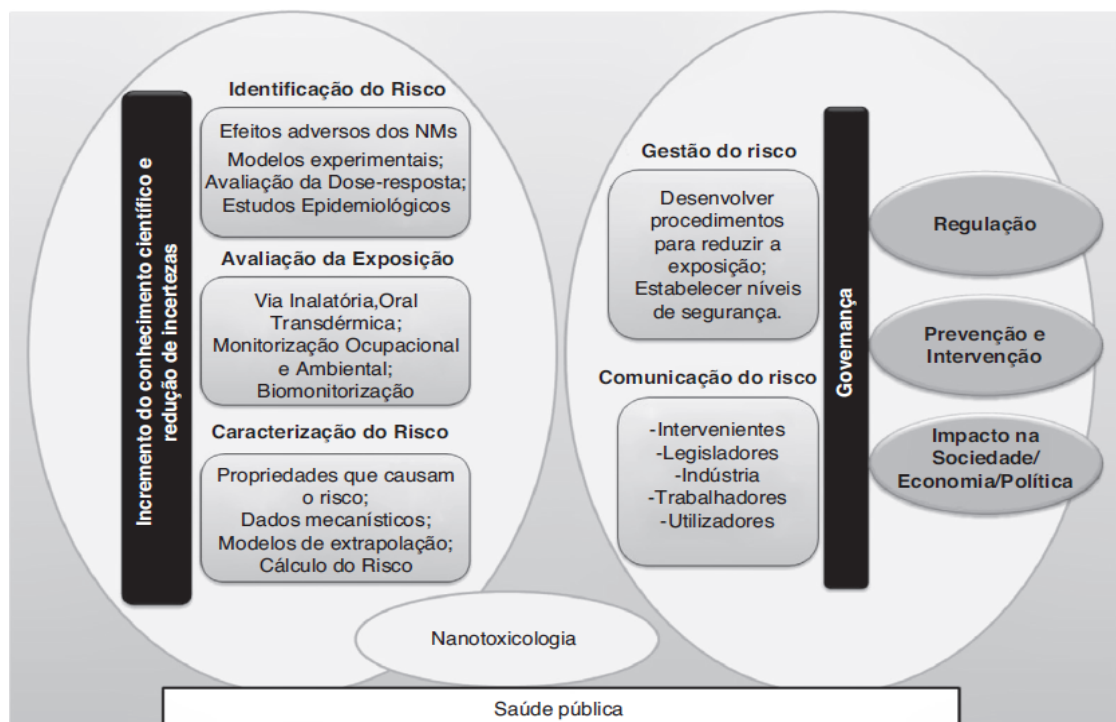 Incremento do conhecimento científico e
redução de incertezas
Identificação do Risco
Efeitos adversos dos NMs
Modelos experimentais;
Avaliação da Dose-resposta;
Estudos Epidemiológicos
Avaliação da Exposição
Via Inalatória,Oral
Transdérmica;
Monitorização Ocupacional
e Ambiental;
Biomonitorização
Caracterização do Risco
Propriedades que causam
o risco;
Dados mecanísticos;
Modelos de extrapolação;
Cálculo do Risco
Gestão do risco
Desenvolver
procedimentos
para reduzir a
exposição;
Estabelecer níveis
de segurança.
Comunicação do risco
-Intervenientes
-Legisladores
-Indústria
-Trabalhadores
-Utilizadores
Governança
Regulação
Prevenção e
Intervenção
Impacto na
Sociedade/
Economia/Política
Nanotoxicologia
Saúde pública